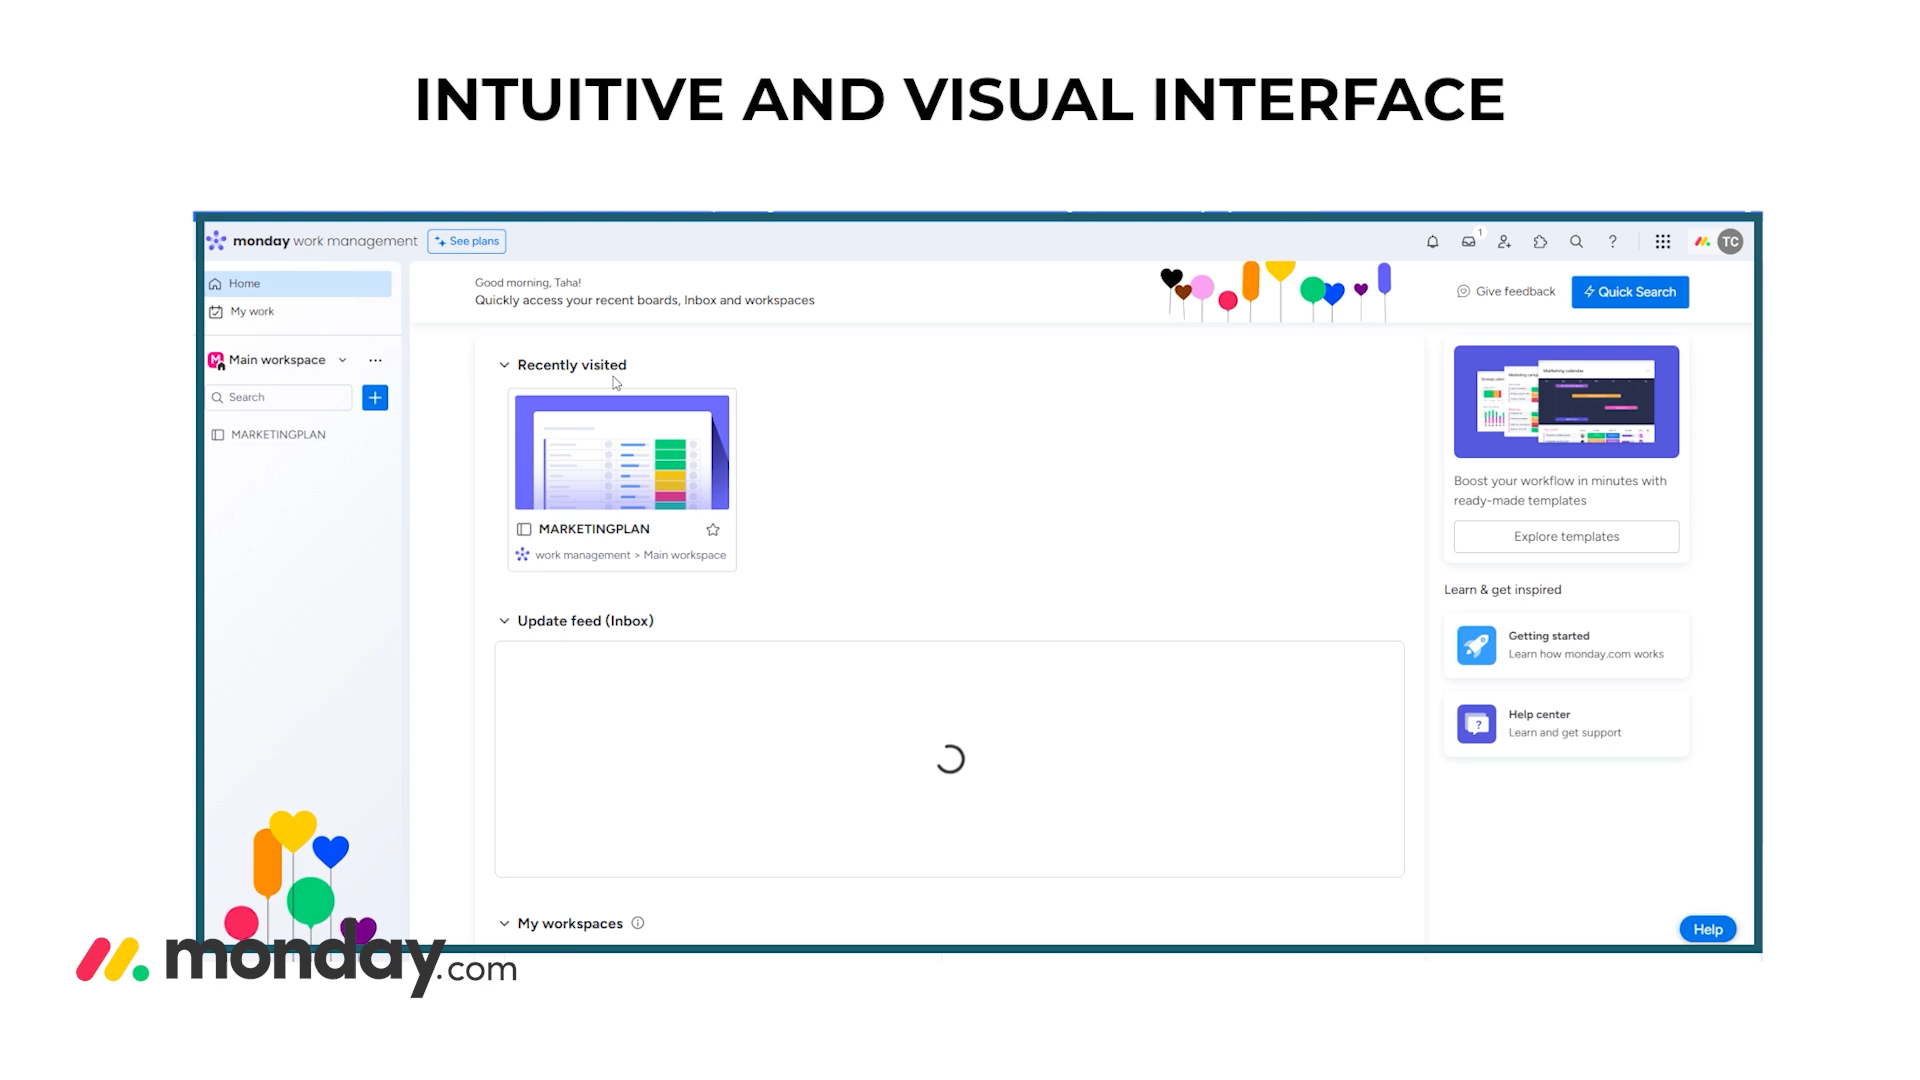 INTUITIVE AND VISUAL INTERFACE
monday work management
See plans
1
TC
Home
My work
Good morning, Taha!
Quickly access your recent boards, Inbox and workspaces
Give feedback
Quick Search
M
Main workspace
Search
MARKETINGPLAN
Recently visited
MARKETINGPLAN
work management > Main workspace
Marketing calendar
Boost your workflow in minutes with
ready-made templates
Explore templates
Learn & get inspired
Getting started
Learn how monday.com works
Help center
Learn and get support
Update feed (Inbox)
My workspaces
Help
monday.com